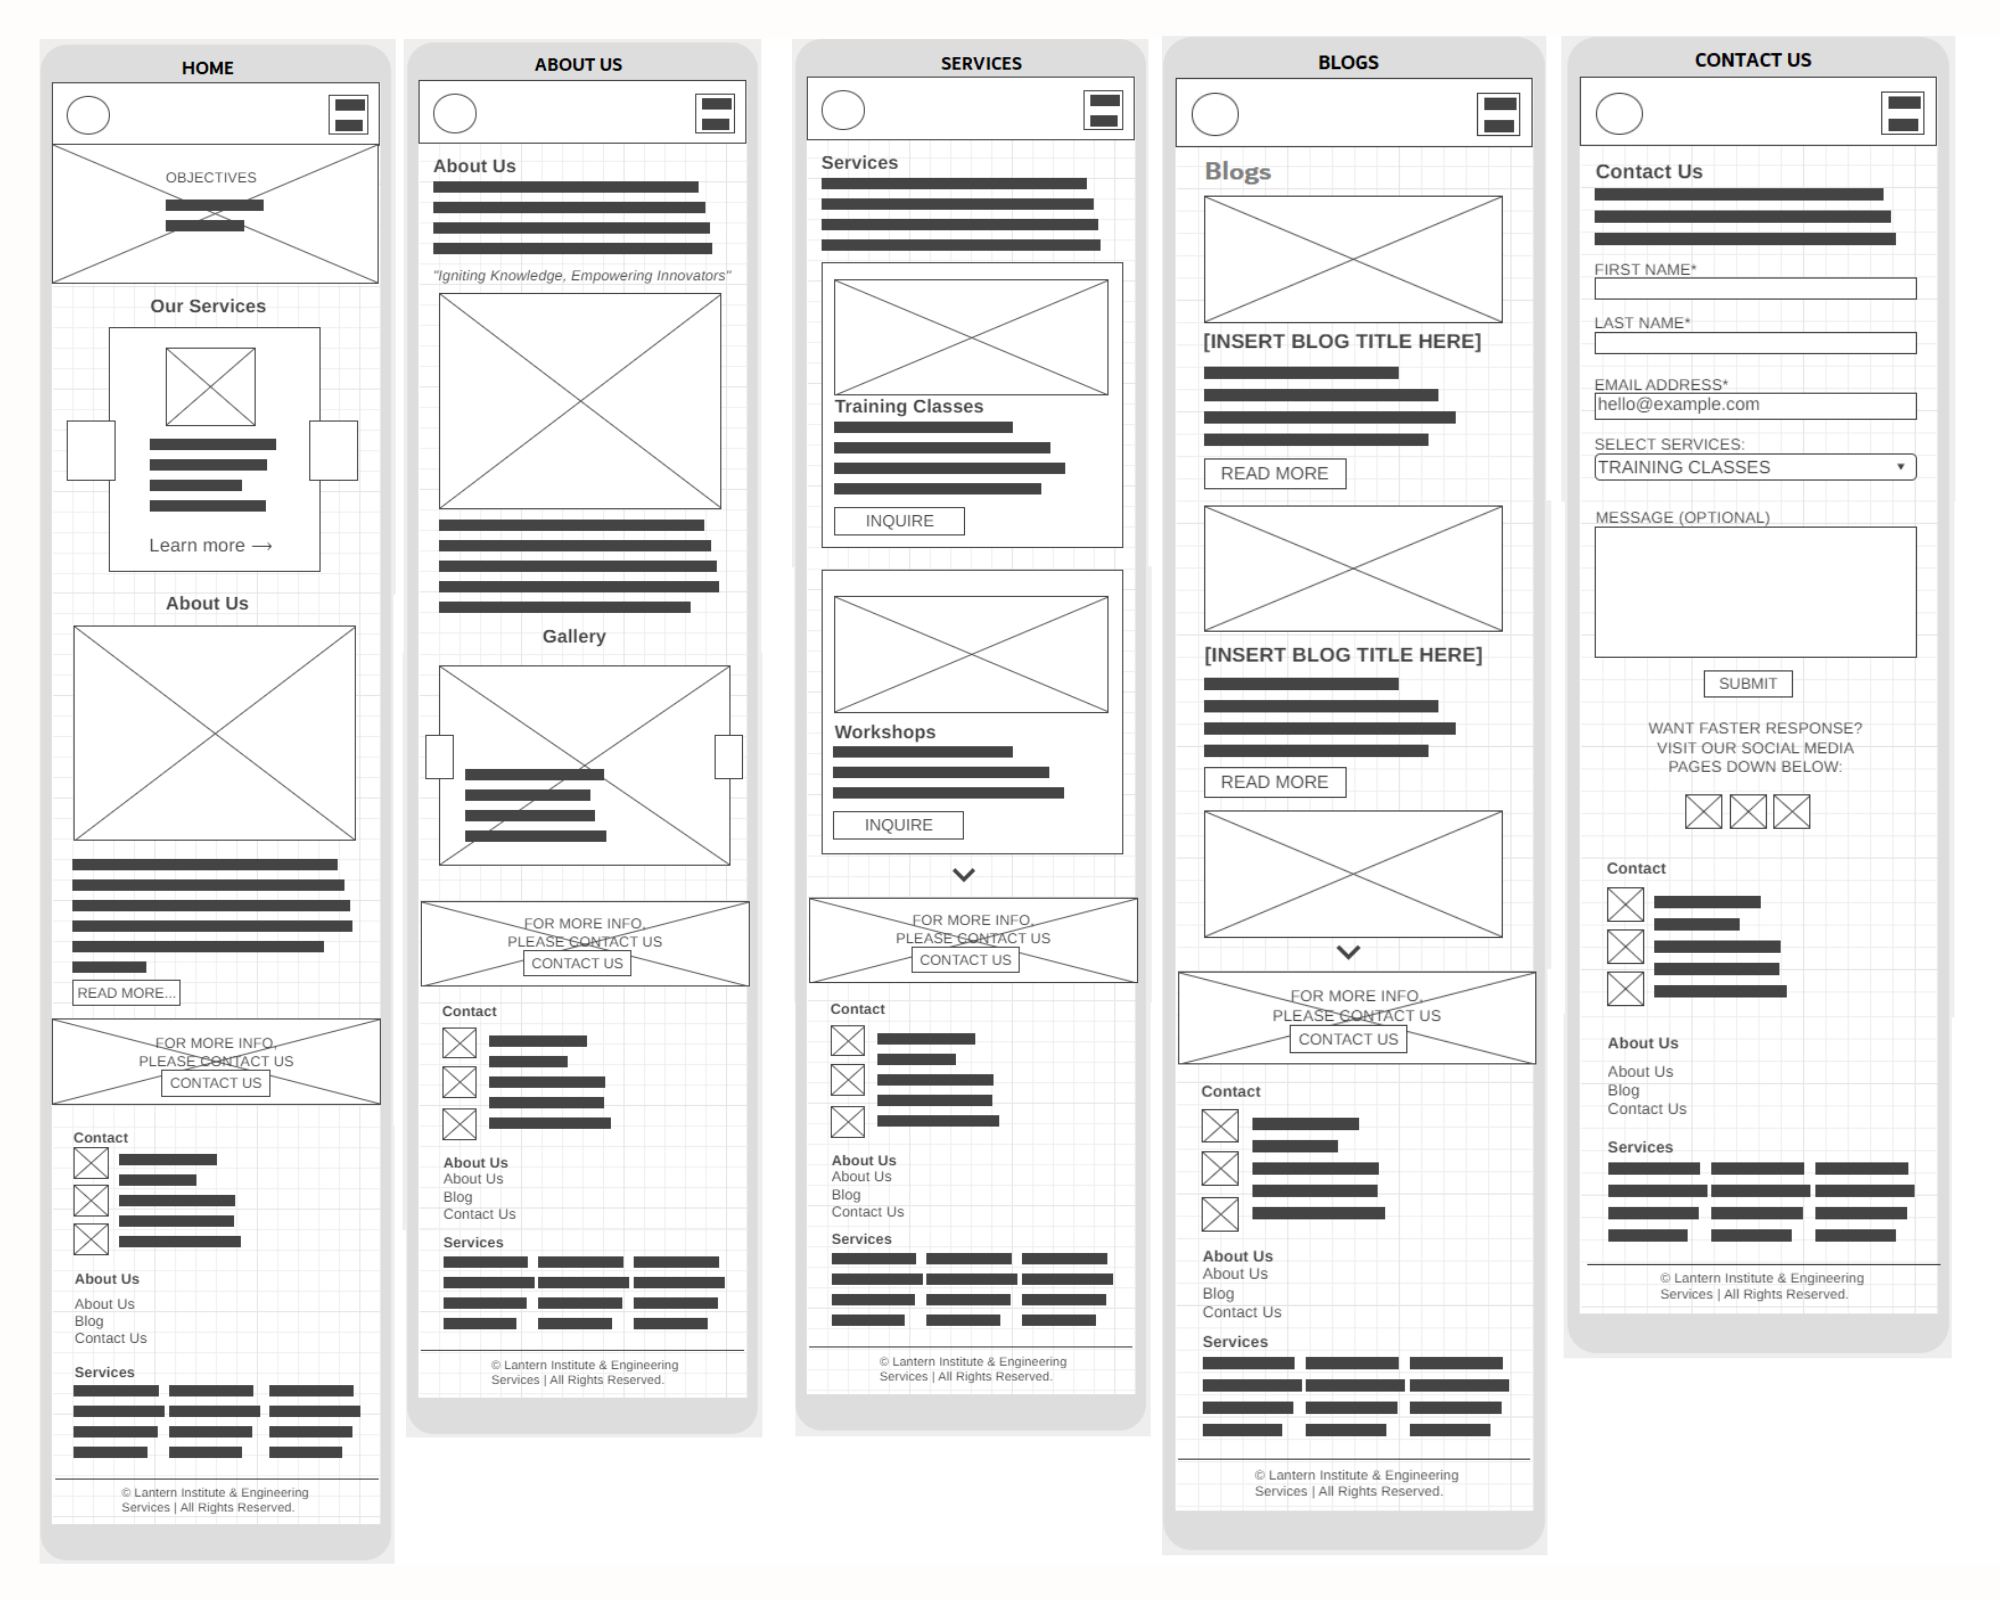 HOME
OBJECTIVES
Our Services
Learn more →
About Us
READ MORE...
FOR MORE INFO,
PLEASE CONTACT US
CONTACT US
Contact
About Us
About Us
Blog
Contact Us
Services
© Lantern Institute & Engineering
Services | All Rights Reserved.
ABOUT US
About Us
"Igniting Knowledge, Empowering Innovators"
Gallery
FOR MORE INFO,
PLEASE CONTACT US
CONTACT US
Contact
About Us
About Us
Blog
Contact Us
Services
© Lantern Institute & Engineering
Services | All Rights Reserved.
SERVICES
Services
Training Classes
INQUIRE
Workshops
INQUIRE
FOR MORE INFO,
PLEASE CONTACT US
CONTACT US
Contact
About Us
About Us
Blog
Contact Us
Services
© Lantern Institute & Engineering
Services | All Rights Reserved.
BLOGS
Blogs
[INSERT BLOG TITLE HERE]
READ MORE
[INSERT BLOG TITLE HERE]
READ MORE
FOR MORE INFO,
PLEASE CONTACT US
CONTACT US
Contact
About Us
About Us
Blog
Contact Us
Services
© Lantern Institute & Engineering
Services | All Rights Reserved.
CONTACT US
Contact Us
FIRST NAME*
LAST NAME*
EMAIL ADDRESS*
hello@example.com
SELECT SERVICES:
TRAINING CLASSES
MESSAGE (OPTIONAL)
SUBMIT
WANT FASTER RESPONSE?
VISIT OUR SOCIAL MEDIA
PAGES DOWN BELOW:
Contact
About Us
About Us
Blog
Contact Us
Services
© Lantern Institute & Engineering
Services | All Rights Reserved.